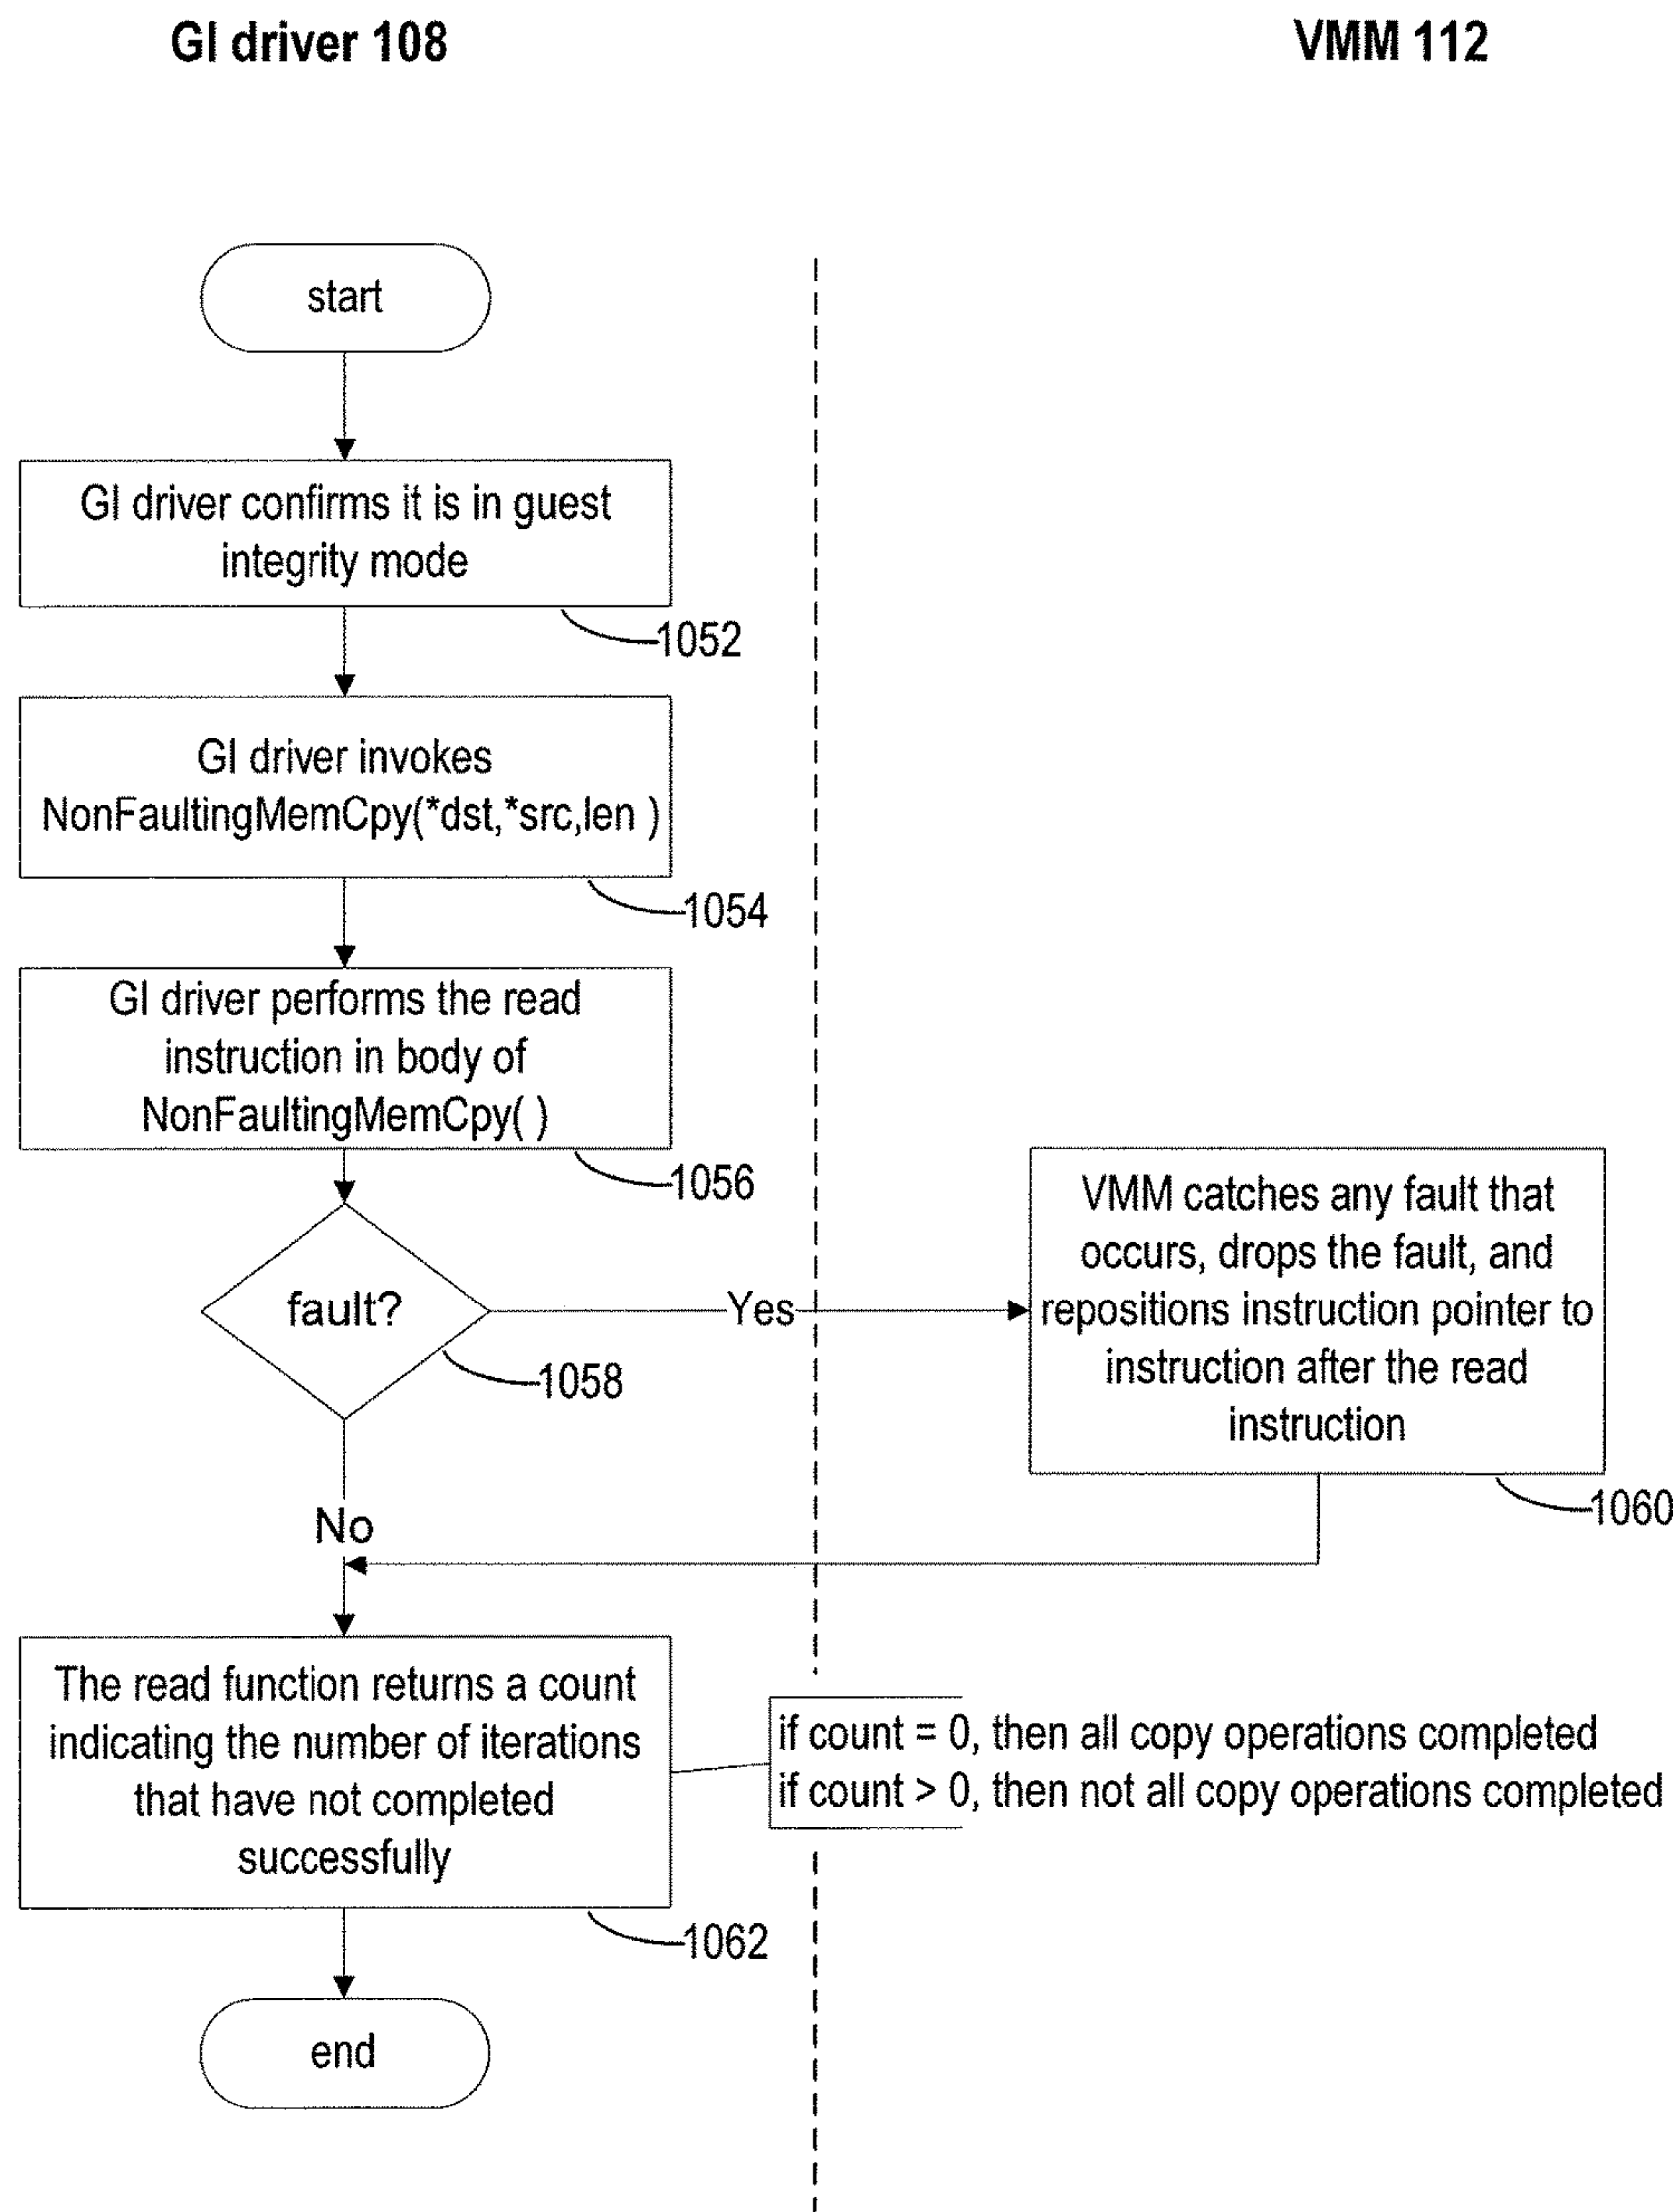 GI driver 108
VMM 112
start
GI driver confirms it is in guest
integrity mode
1052
GI driver invokes
NonFaultingMemCpy(*dst,*src,len )
1054
GI driver performs the read
instruction in body of
NonFaultingMemCpy( )
1056
fault?
Yes
1058
VMM catches any fault that
occurs, drops the fault, and
repositions instruction pointer to
instruction after the read
instruction
1060
No
The read function returns a count
indicating the number of iterations
that have not completed
successfully
1062
if count = 0, then all copy operations completed
if count > 0, then not all copy operations completed
end